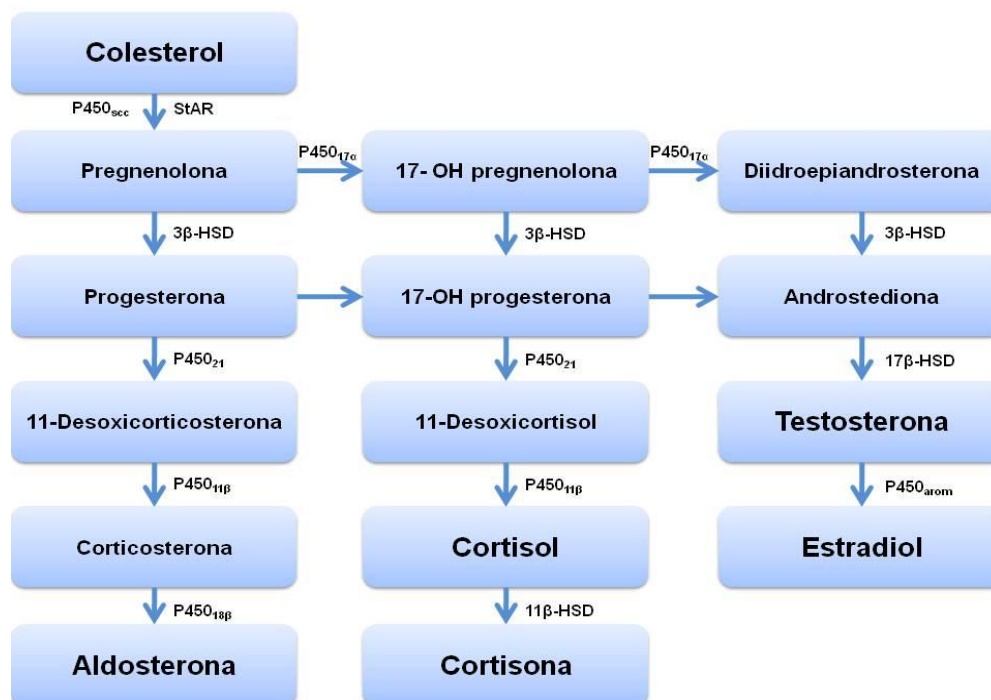 Colesterol
P450scc StAR
Pregnenolona P45017α 17- OH pregnenolona P45017α Diidroepiandrosterona
3β-HSD 3β-HSD 3β-HSD
Progesterona 17-OH progesterona Androstediona
P45021 P45021 17β-HSD
11-Desoxicorticosterona 11-Desoxicortisol Testosterona
P45011β P45011β P450arom
Corticosterona Cortisol Estradiol
P45018β 11β-HSD
Aldosterona Cortisona